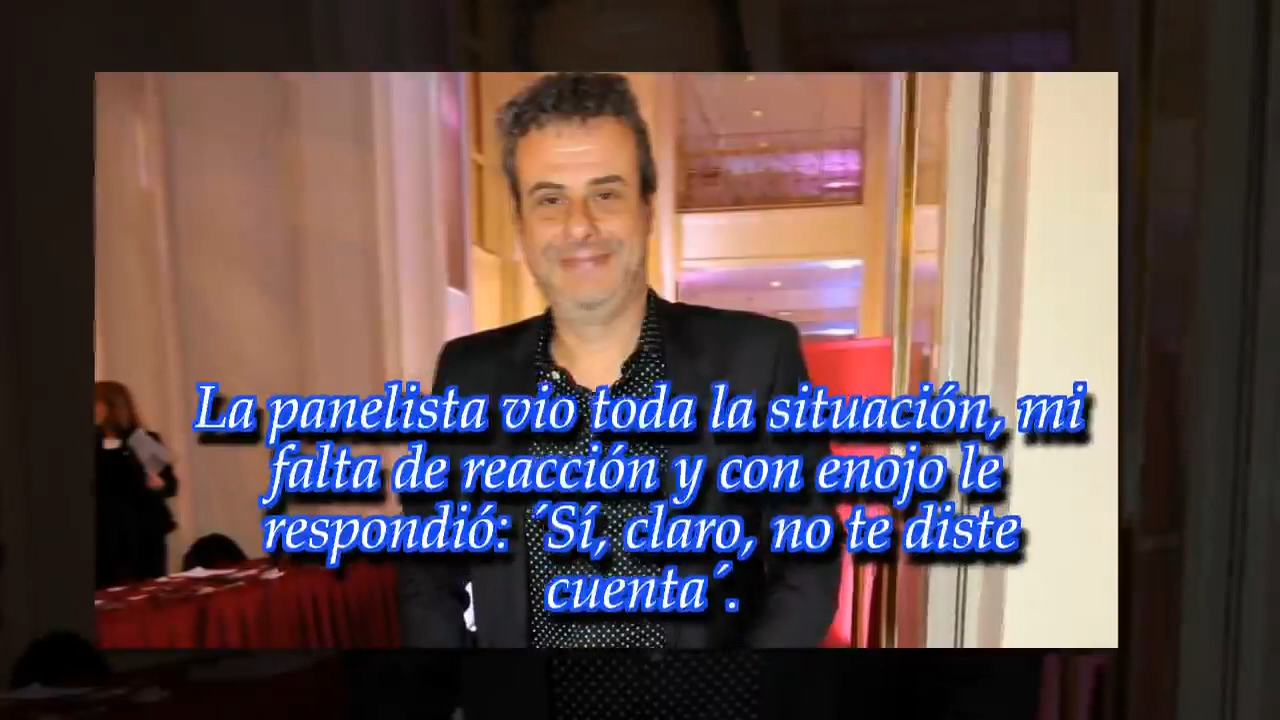 La panelista vio toda la situación, mi
falta de reacción y con enojo le
respondió: ´Sí, claro, no te diste
cuenta´.